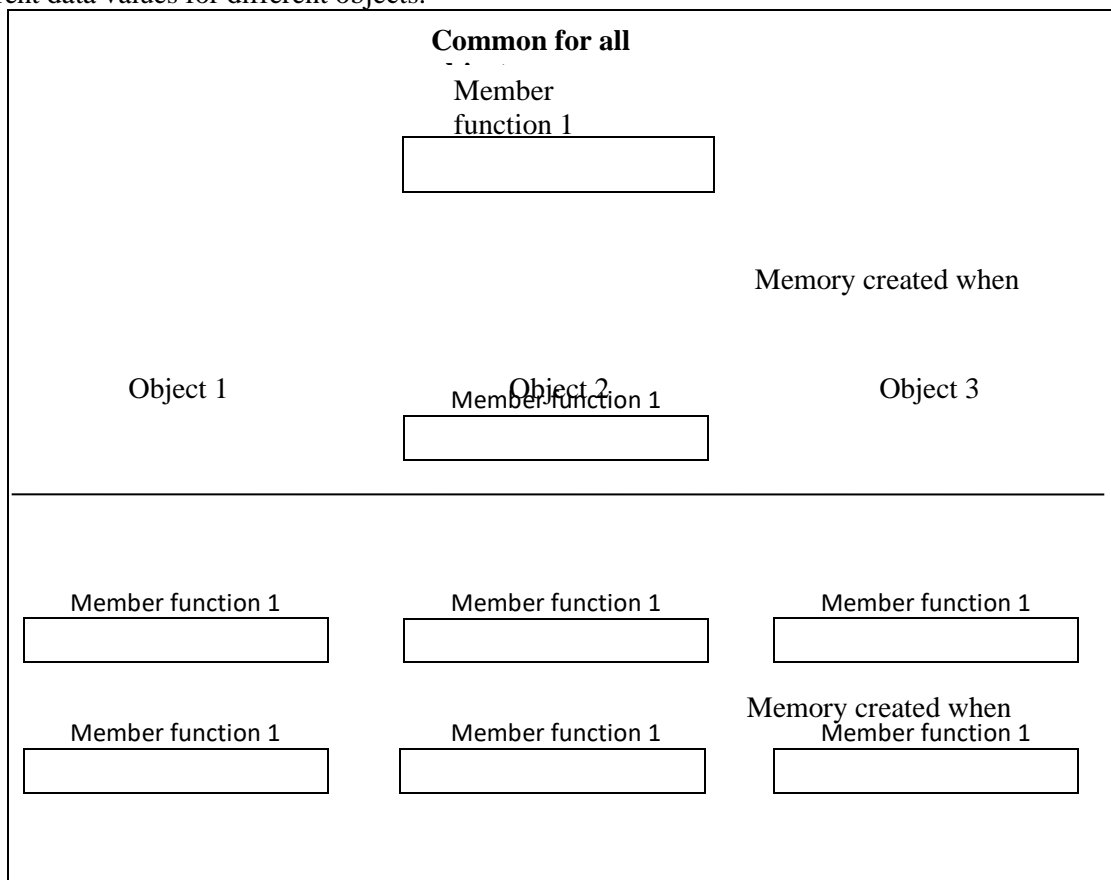 data values for different objects.
Common for all
Member
function 1
Memory created when
Object 1
Object 2
Object 3
Member function 1
Member function 1
Member function 1
Member function 1
Memory created when
Member function 1
Member function 1
Member function 1